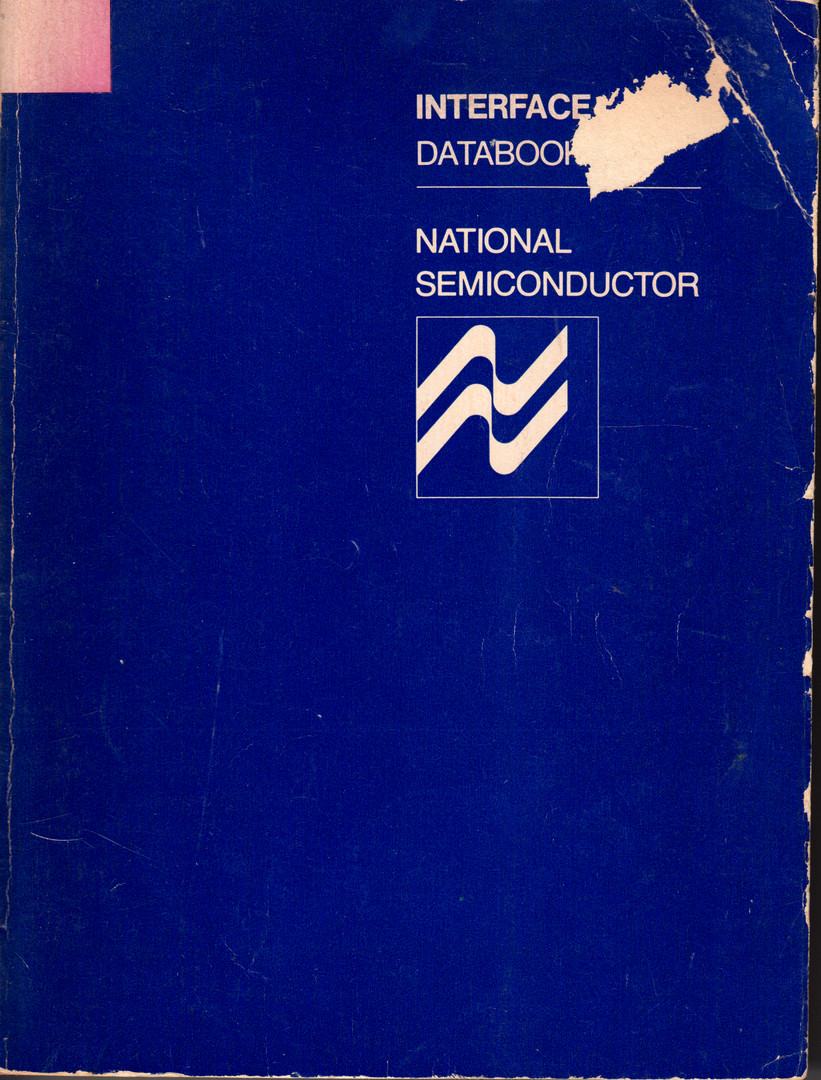 INTERFACE
DATABOOK
NATIONAL
SEMICONDUCTOR